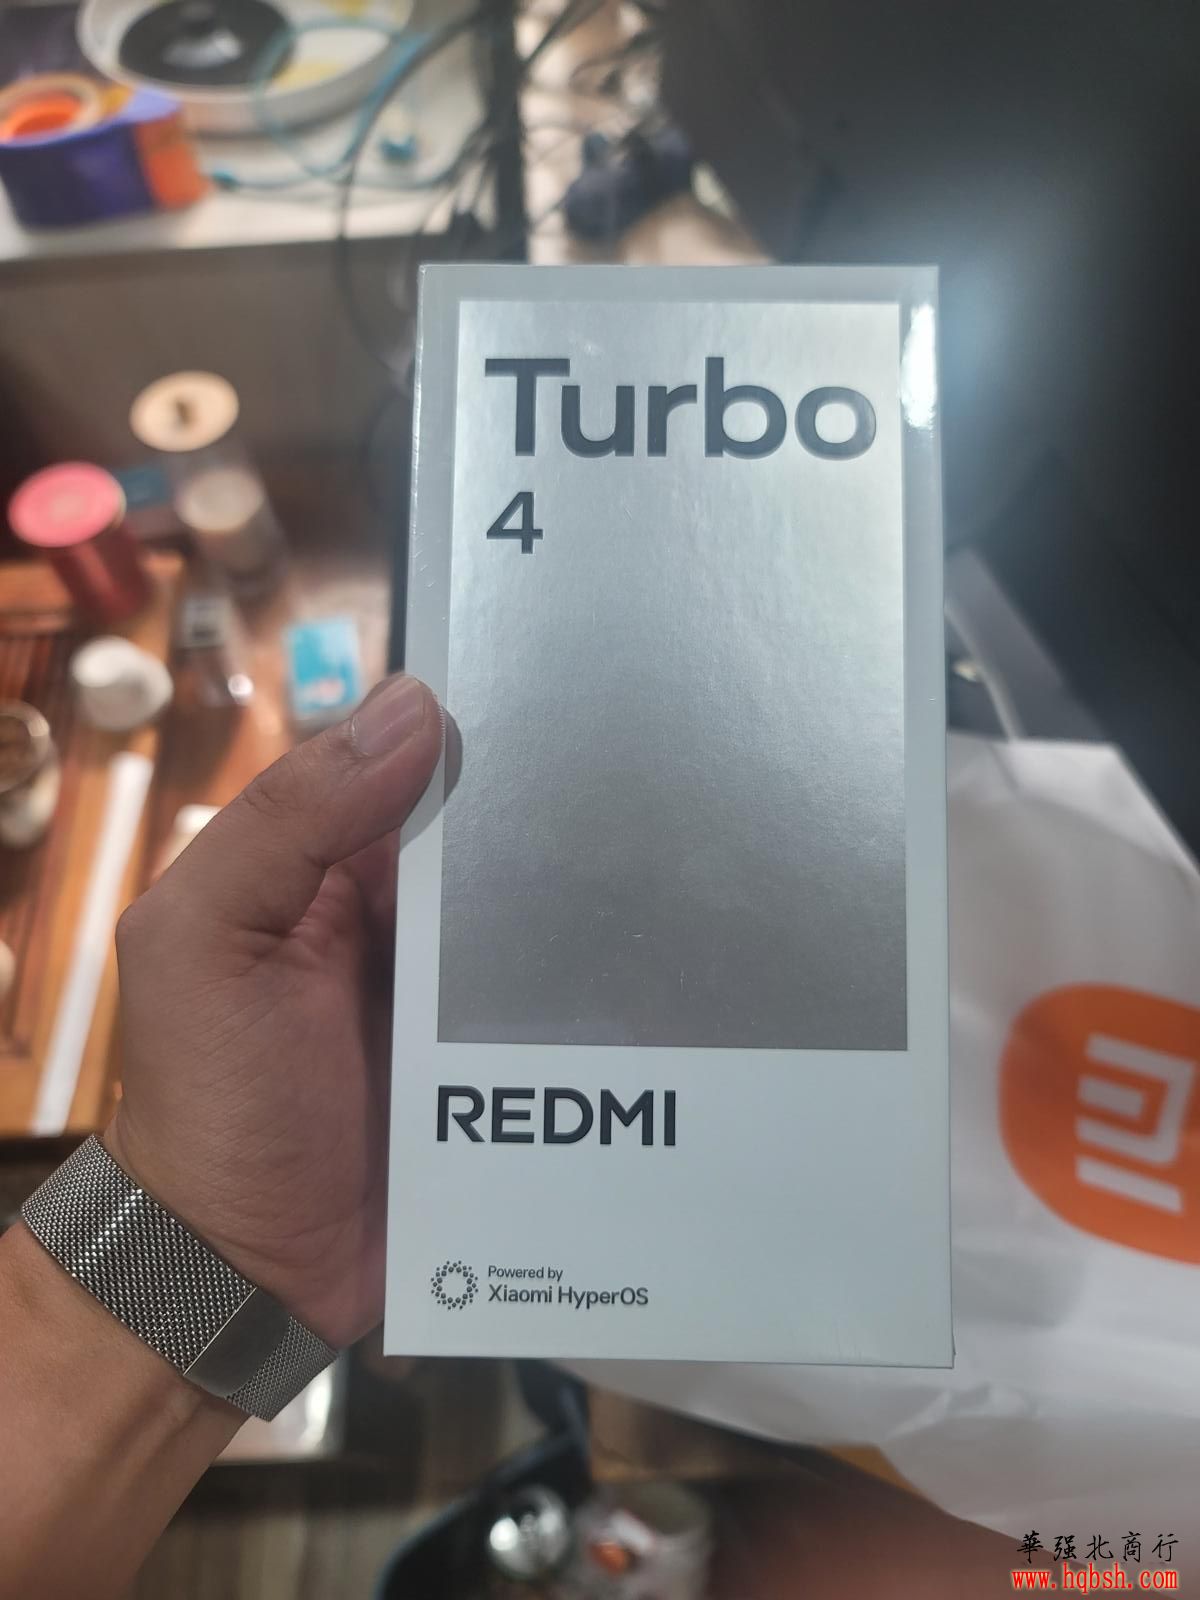 Turbo
4
REDMI
Powered by
Xiaomi HyperOS
華强北商行
www.hqbsh.com